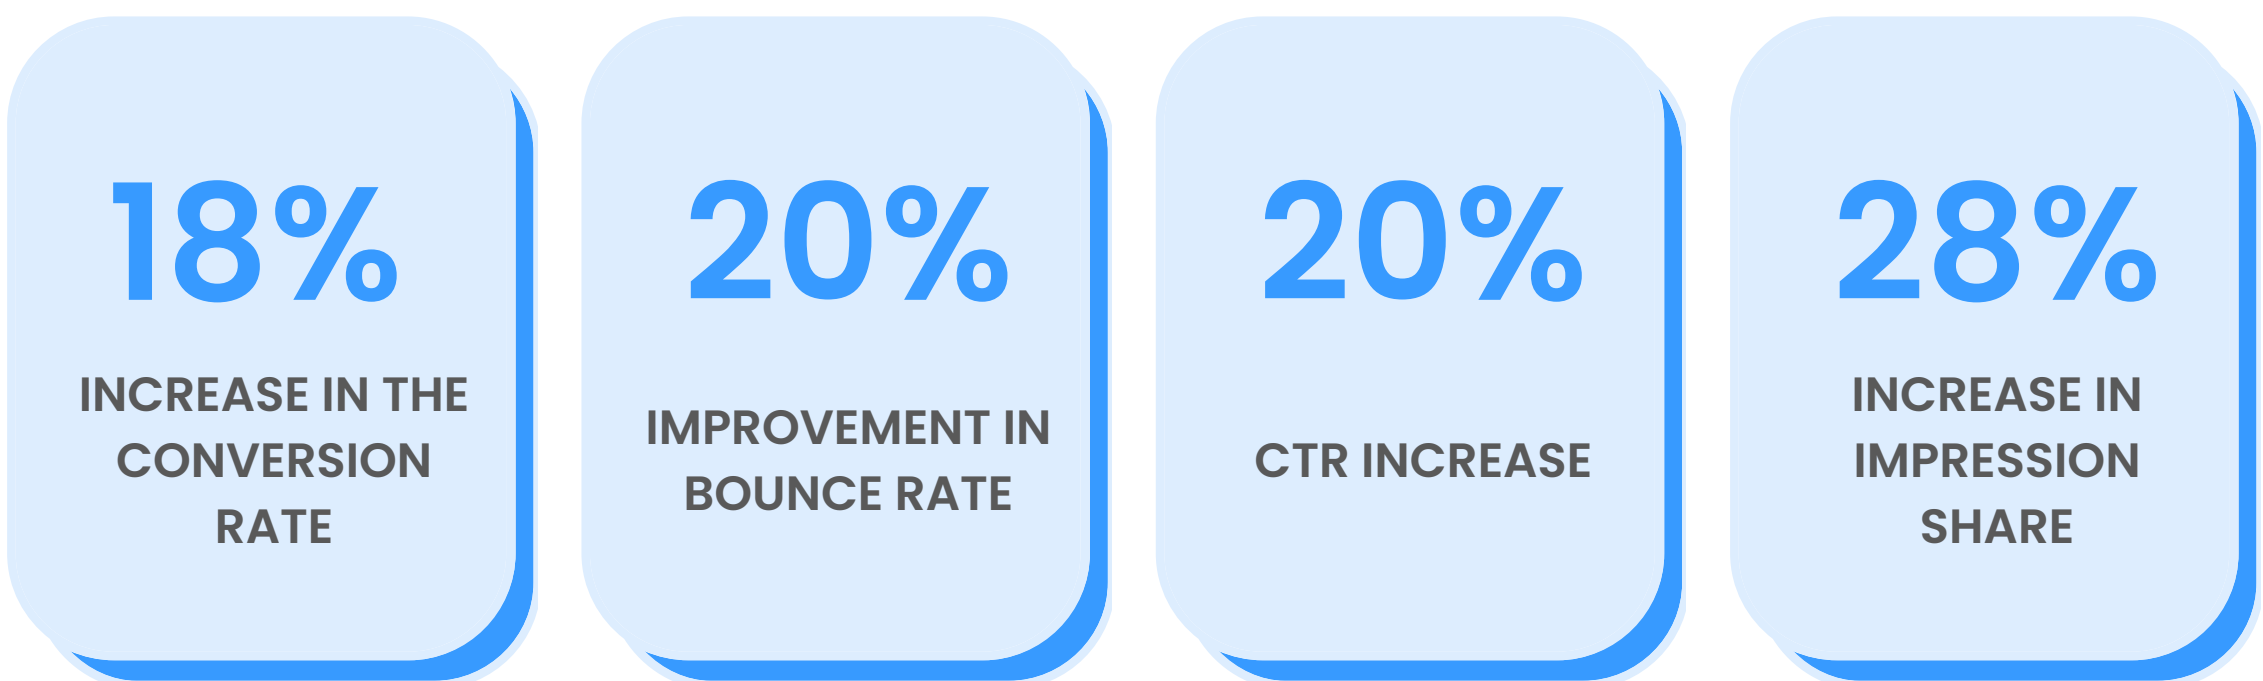 18%
INCREASE IN THE
CONVERSION
RATE
20%
IMPROVEMENT IN
BOUNCE RATE
20%
CTR INCREASE
28%
INCREASE IN
IMPRESSION
SHARE